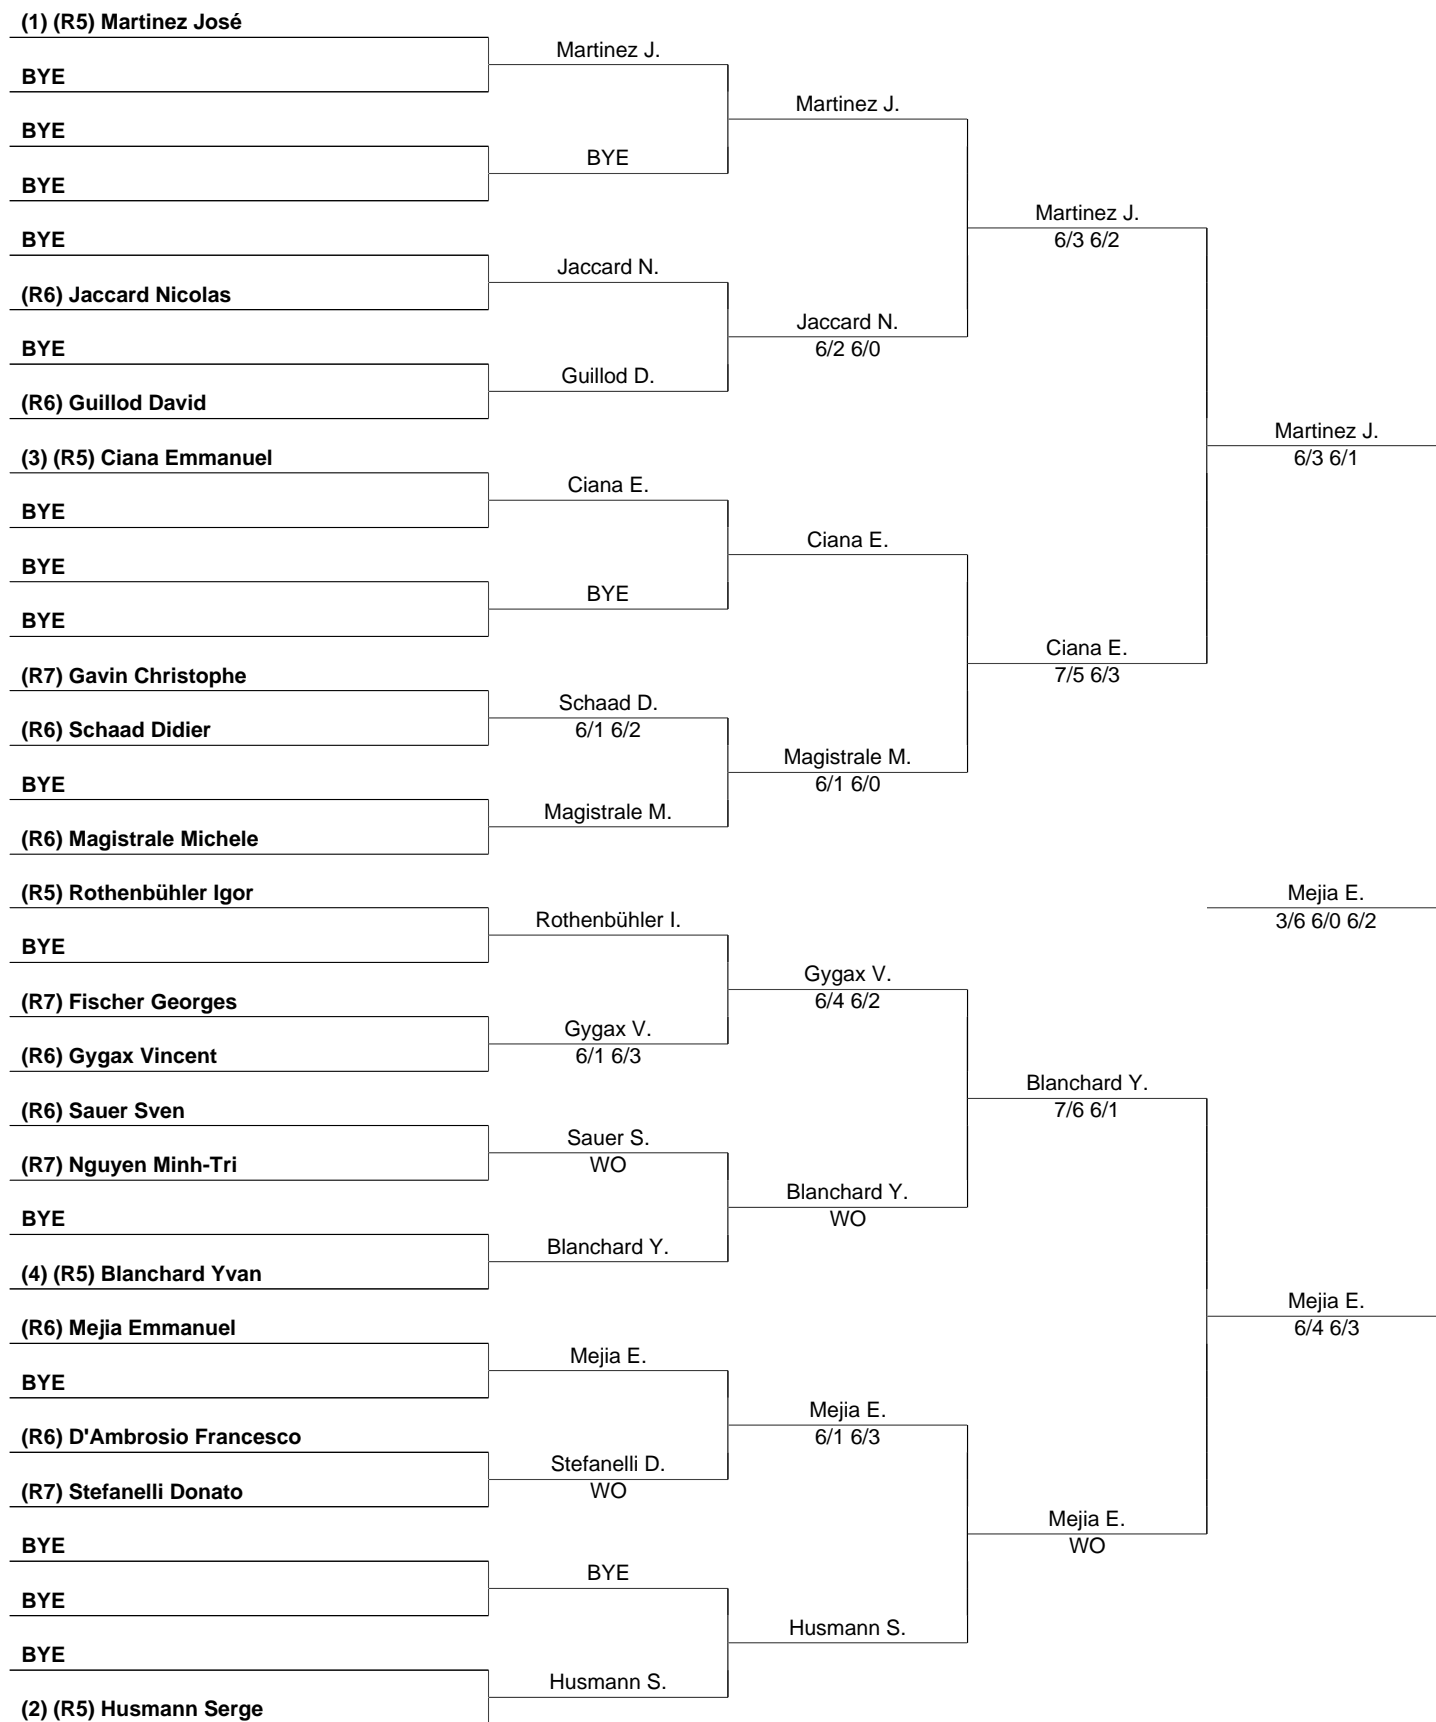 (1) (R5) Martinez José
BYE
BYE
BYE
BYE
(R6) Jaccard Nicolas
BYE
(R6) Guillod David
(3) (R5) Ciana Emmanuel
BYE
BYE
BYE
(R7) Gavin Christophe
(R6) Schaad Didier
BYE
(R6) Magistrale Michele
(R5) Rothenbühler Igor
BYE
(R7) Fischer Georges
(R6) Gygax Vincent
(R6) Sauer Sven
(R7) Nguyen Minh-Tri
BYE
(4) (R5) Blanchard Yvan
(R6) Mejia Emmanuel
BYE
(R6) D'Ambrosio Francesco
(R7) Stefanelli Donato
BYE
BYE
BYE
(2) (R5) Husmann Serge
Martinez J.
BYE
Jaccard N.
Guillod D.
Ciana E.
BYE
Schaad D.
6/1 6/2
Magistrale M.
Rothenbühler I.
Gygax V.
6/1 6/3
Sauer S.
WO
Blanchard Y.
Mejia E.
Stefanelli D.
WO
BYE
Husmann S.
Martinez J.
Jaccard N.
6/2 6/0
Ciana E.
Magistrale M.
6/1 6/0
Gygax V.
6/4 6/2
Blanchard Y.
WO
Mejia E.
6/1 6/3
Husmann S.
Martinez J.
6/3 6/2
Ciana E.
7/5 6/3
Blanchard Y.
7/6 6/1
Mejia E.
WO
Martinez J.
6/3 6/1
Mejia E.
3/6 6/0 6/2
Mejia E.
6/4 6/3